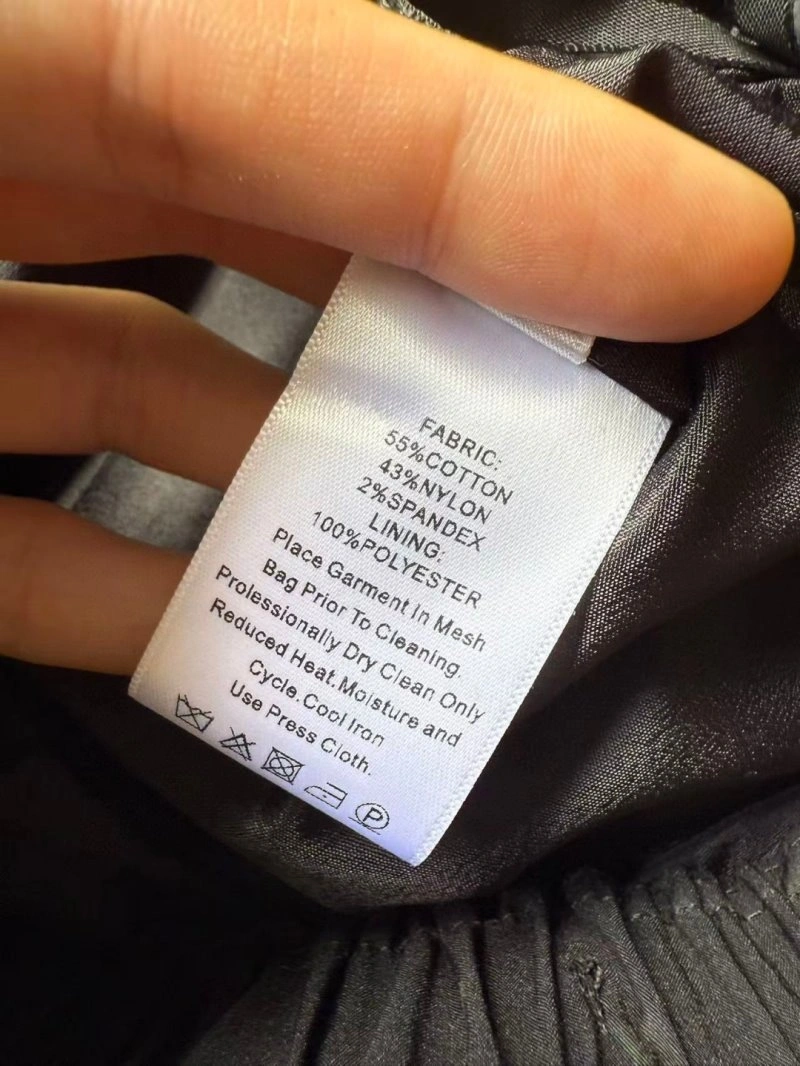 FABRIC:
55%COTTON
43%NYLON
2%SPANDEX
LINING:
100%POLYESTER
Place Garment In Mesh
Bag Prior To Cleaning.
Prolessionally Dry Clean Only
Reduced Heat.Moisture and
Cycle.Cool Iron
Use Press Cloth.
P